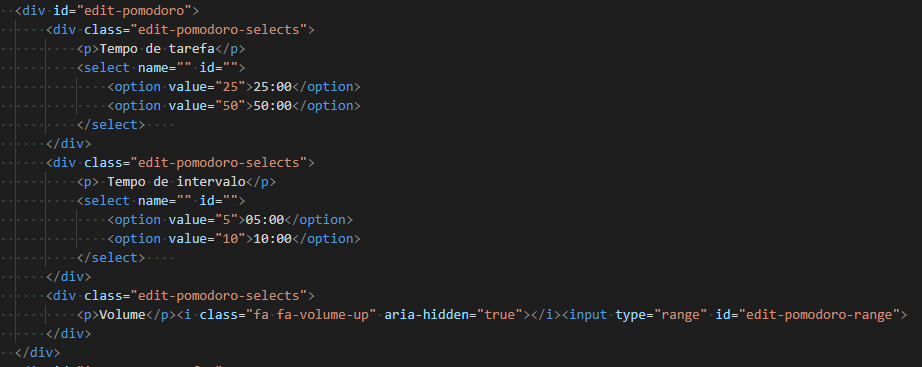 <div id="edit-pomodoro">
<div class="edit-pomodoro-selects">
<p>Tempo de tarefa</p>
<select name="" id="">
<option value="25">25:00</option>
<option value="50">50:00</option>
</select>
</div>
<div class="edit-pomodoro-selects">
<p> Tempo de intervalo</p>
<select name="" id="">
<option value="5">05:00</option>
<option value="10">10:00</option>
</select>
</div>
<div class="edit-pomodoro-selects">
<p>Volume</p><i class="fa fa-volume-up" aria-hidden="true"></i><input type="range" id="edit-pomodoro-range">
</div>
</div>